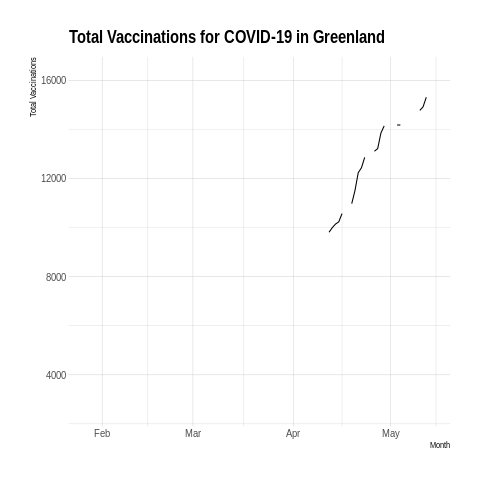 Total Vaccinations for COVID-19 in Greenland
Total Vaccinations
16000
12000
8000
4000
Feb Mar Apr May
Month